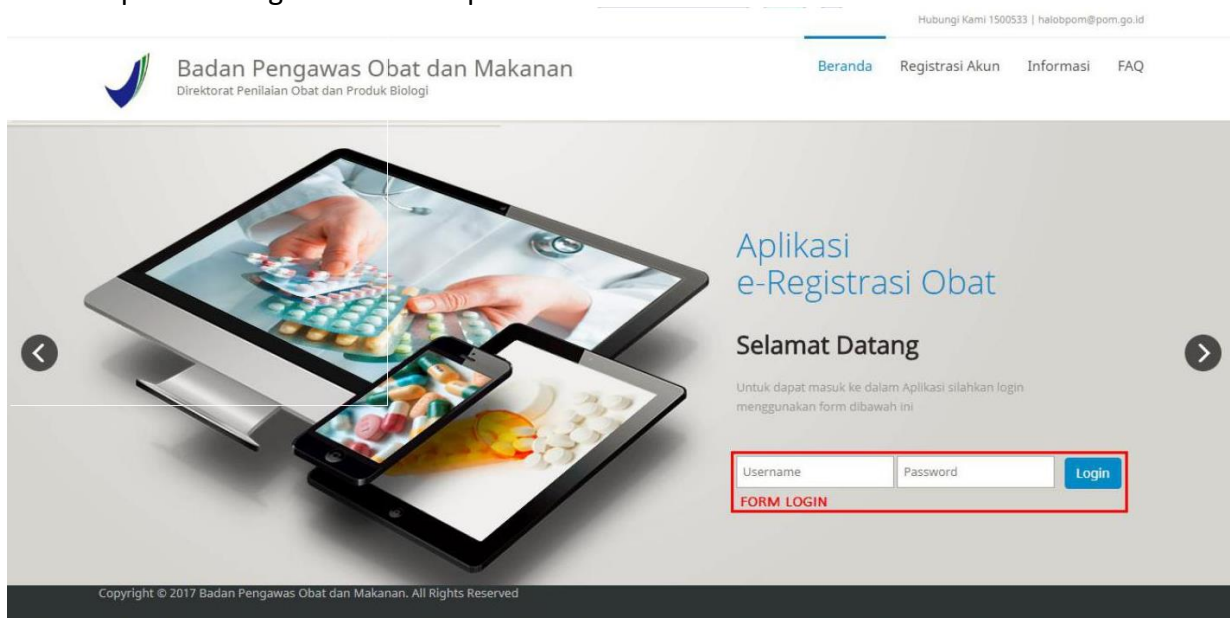 Hubungi Kami 1500533 | halobpom@pom.go.id
Badan Pengawas Obat dan Makanan
Direktorat Penilaian Obat dan Produk Biologi
Beranda Registrasi Akun Informasi FAQ
Aplikasi
e-Registrasi Obat
Selamat Datang
Untuk dapat masuk ke dalam Aplikasi silahkan login
menggunakan form dibawah ini
Username Password Login
FORM LOGIN
Copyright © 2017 Badan Pengawas Obat dan Makanan. All Rights Reserved